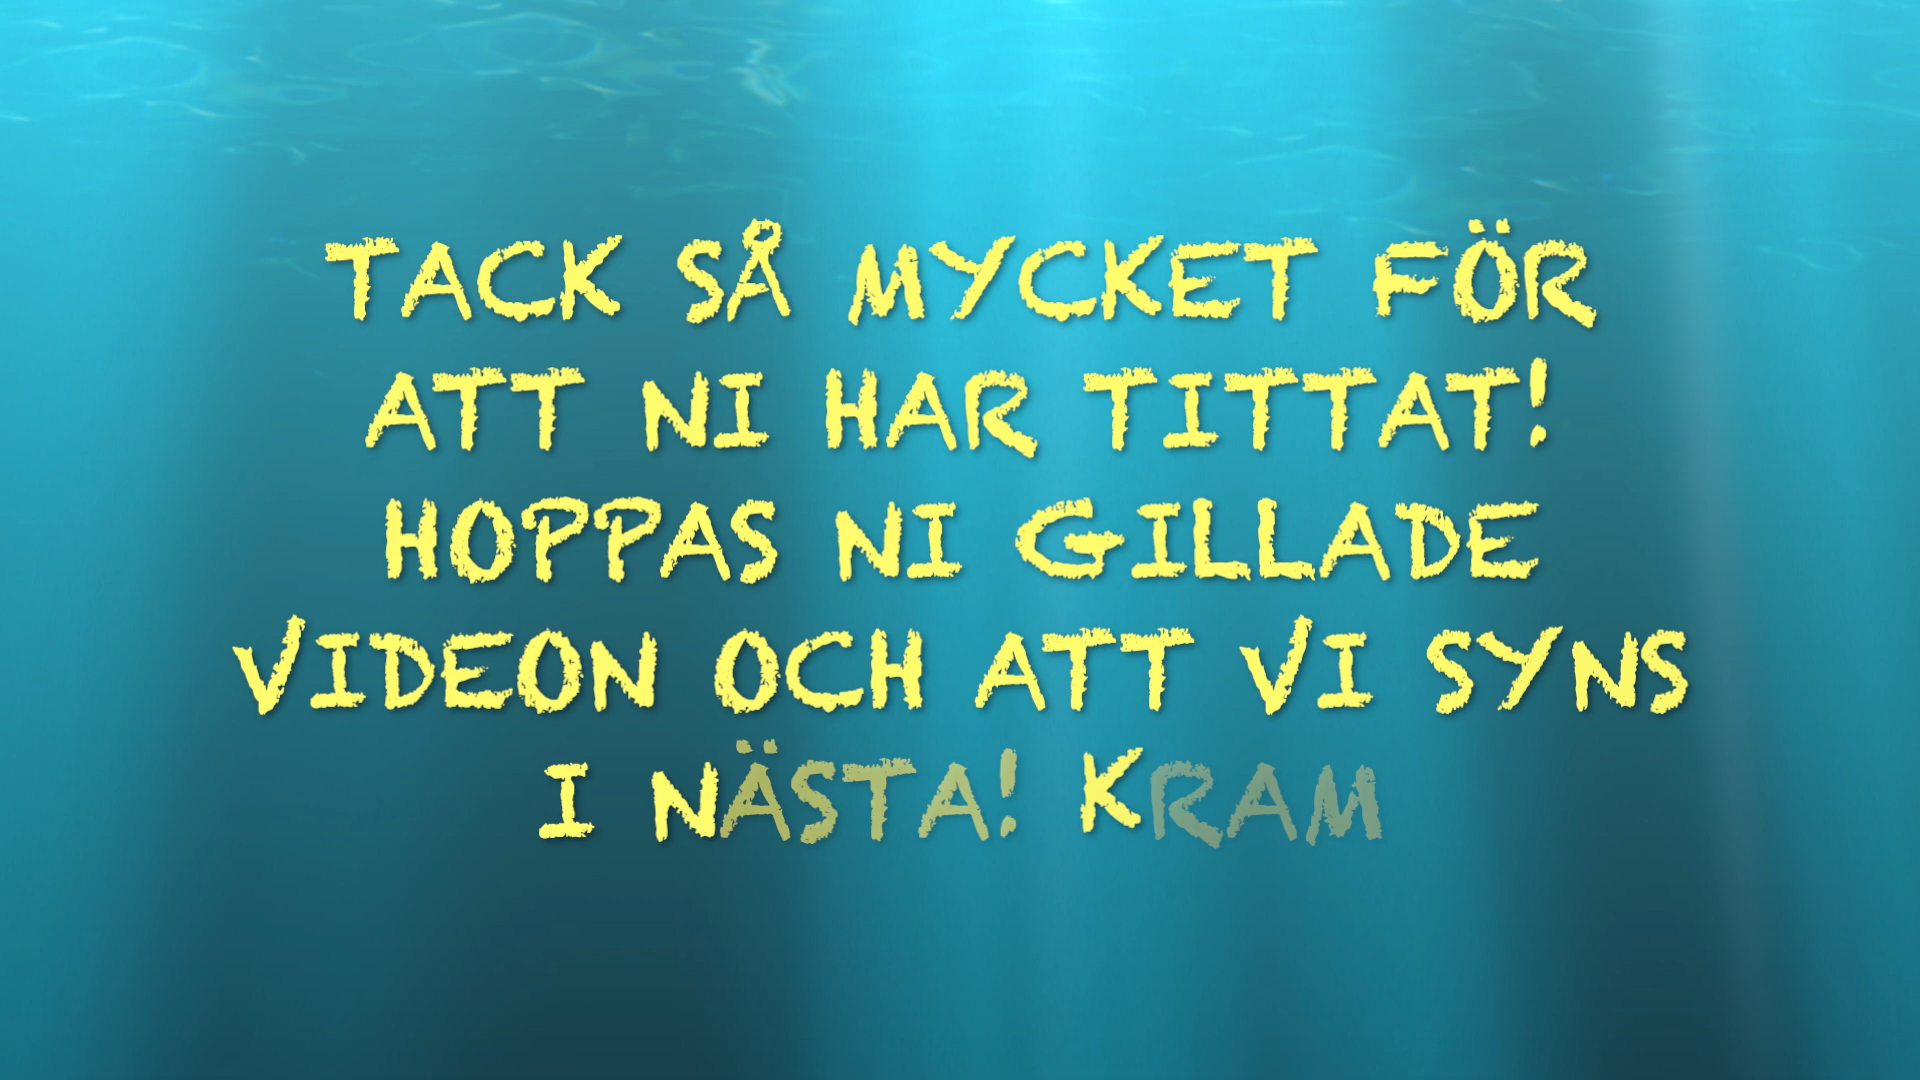 TACK SÅ MYCKET FÖR
ATT NI HAR TITTAT!
HOPPAS NI GILLADE
VIDEON OCH ATT VI SYNS
I NÄSTA! KRAM